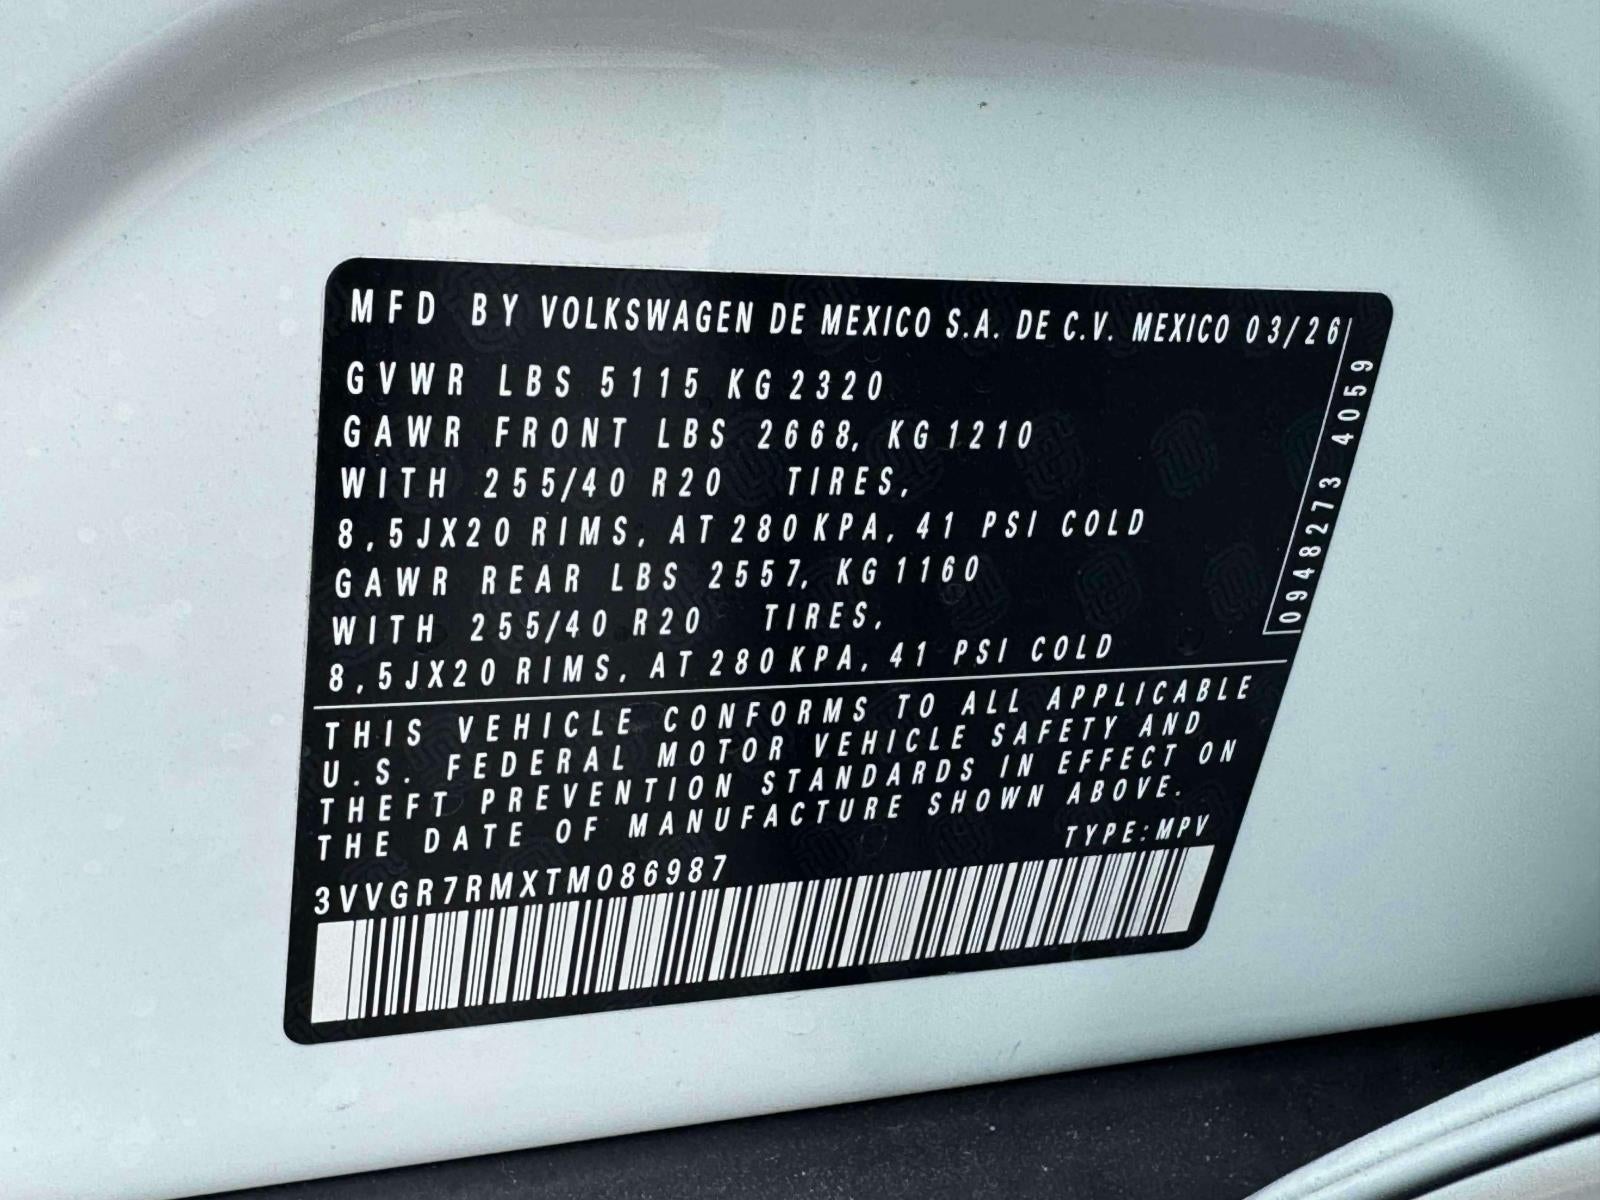 MFD BY VOLKSWAGEN DE MEXICO S.A. DE C.V. MEXICO 03/26
GVWR LBS 5115 KG 2320
GAWR FRONT LBS 2668, KG 1210
WITH 255/40 R20 TIRES,
8,5JX20 RIMS, AT 280 KPA, 41 PSI COLD
GAWR REAR LBS 2557, KG 1160
WITH 255/40 R20 TIRES,
8,5JX20 RIMS, AT 280 KPA, 41 PSI COLD
0948273 4059
THIS VEHICLE CONFORMS TO ALL APPLICABLE
U.S. FEDERAL MOTOR VEHICLE SAFETY AND
THEFT PREVENTION STANDARDS IN EFFECT ON
THE DATE OF MANUFACTURE SHOWN ABOVE.
TYPE:MPV
3VVGR7RMXTM086987